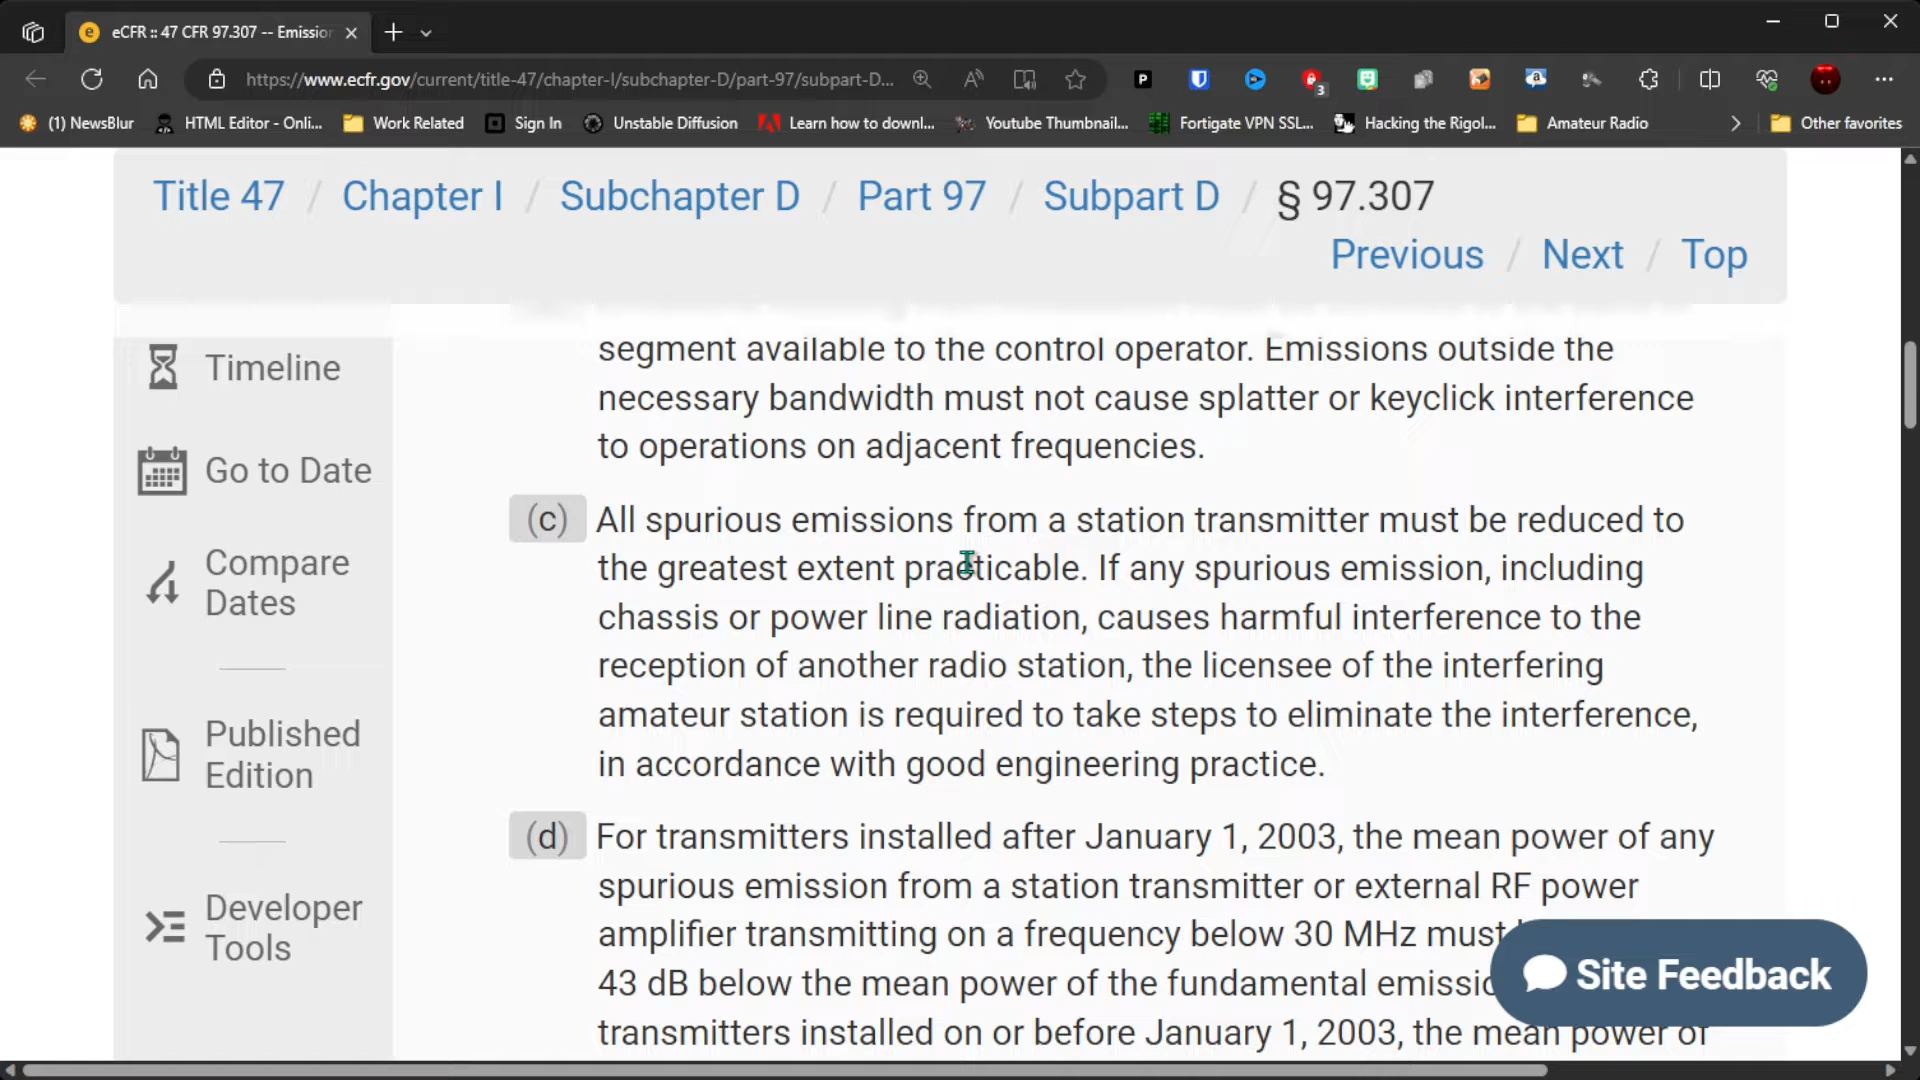 eCFR :: 47 CFR 97.307 -- Emission
https://www.ecfr.gov/current/title-47/chapter-I/subchapter-D/part-97/subpart-D...
3
(1) NewsBlur
HTML Editor - Onli...
Work Related
Sign In
Unstable Diffusion
Learn how to downl...
Youtube Thumbnail...
Fortigate VPN SSL...
Hacking the Rigol...
Amateur Radio
Other favorites
Title 47 / Chapter I / Subchapter D / Part 97 / Subpart D / § 97.307
Previous / Next / Top
Timeline
Go to Date
Compare
Dates
Published
Edition
Developer
Tools
segment available to the control operator. Emissions outside the
necessary bandwidth must not cause splatter or keyclick interference
to operations on adjacent frequencies.
(c) All spurious emissions from a station transmitter must be reduced to
the greatest extent practicable. If any spurious emission, including
chassis or power line radiation, causes harmful interference to the
reception of another radio station, the licensee of the interfering
amateur station is required to take steps to eliminate the interference,
in accordance with good engineering practice.
(d) For transmitters installed after January 1, 2003, the mean power of any
spurious emission from a station transmitter or external RF power
amplifier transmitting on a frequency below 30 MHz must
43 dB below the mean power of the fundamental
transmitters installed on or before January 1, 2003, the mean power of
Site Feedback